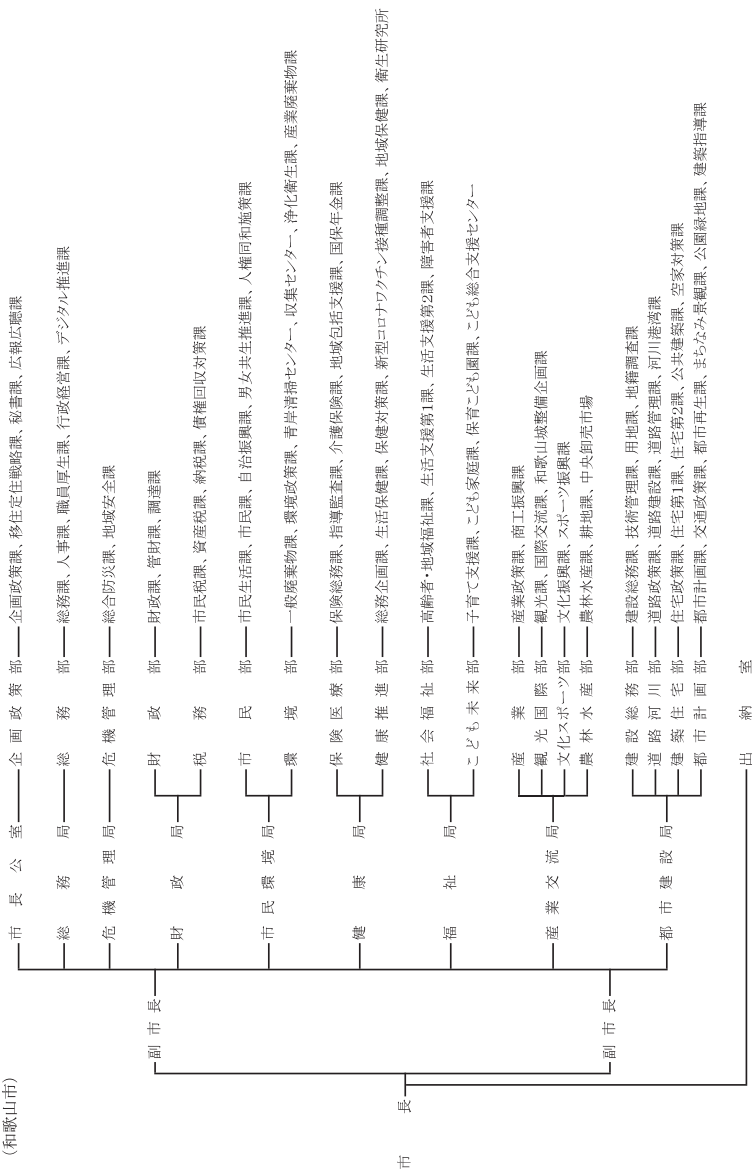 (和歌山市)
市長
副市長
副市長
市長公室
企画政策部
企画政策課、移住定住戦略課、秘書課、広報広聴課
総務局
総務部
総務課、人事課、職員厚生課、行政経営課、デジタル推進課
危機管理局
危機管理部
総合防災課、地域安全課
財政局
財政部
財政課、管財課、調達課
税務部
市民税課、資産税課、納税課、債権回収対策課
市民環境局
市民部
市民生活課、市民課、自治振興課、男女共生推進課、人権同和施策課
環境部
一般廃棄物課、環境政策課、青岸清掃センター、収集センター、浄化衛生課、産業廃棄物課
健康局
保険医療部
保険総務課、指導監査課、介護保険課、地域包括支援課、国保年金課
健康推進部
総務企画課、生活保健課、保健対策課、新型コロナワクチン接種調整課、地域保健課、衛生研究所
福祉局
社会福祉部
高齢者・地域福祉課、生活支援第1課、生活支援第2課、障害者支援課
こども未来部
子育て支援課、こども家庭課、保育こども園課、こども総合支援センター
産業交流局
産業部
産業政策課、商工振興課
観光国際部
観光課、国際交流課、和歌山城整備企画課
文化スポーツ部
文化振興課、スポーツ振興課
農林水産部
農林水産課、耕地課、中央卸売市場
都市建設局
建設総務部
建設総務課、技術管理課、用地課、地籍調査課
道路河川部
道路政策課、道路建設課、道路管理課、河川港湾課
建築住宅部
住宅政策課、住宅第1課、住宅第2課、公共建築課、空家対策課
都市計画部
都市計画課、交通政策課、都市再生課、まちなみ景観課、公園緑地課、建築指導課
出納室